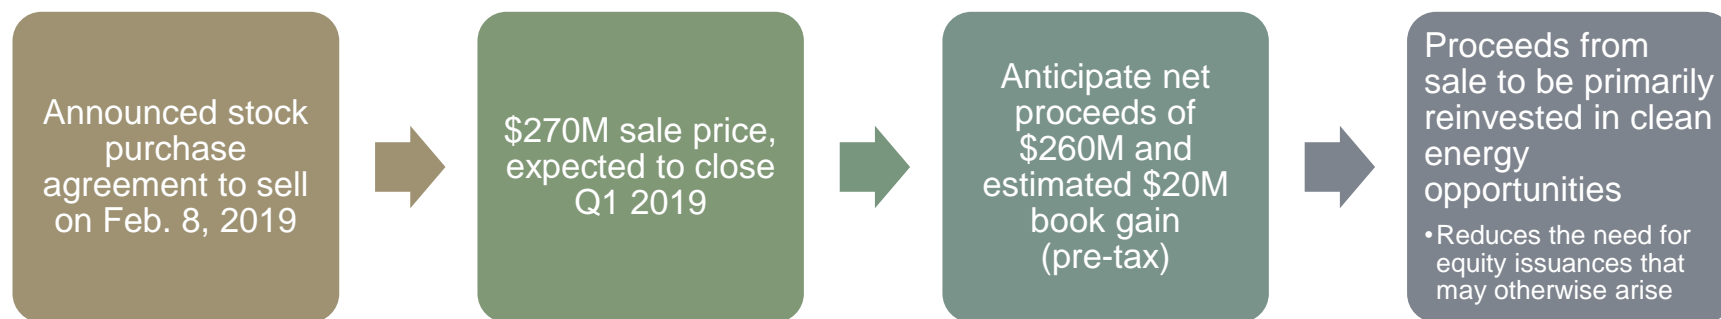 Announced stock
purchase
agreement to sell
on Feb. 8, 2019
$270M sale price,
expected to close
Q1 2019
Anticipate net
proceeds of
$260M and
estimated $20M
book gain
(pre-tax)
Proceeds from
sale to be primarily
reinvested in clean
energy
opportunities
•Reduces the need for
equity issuances that
may otherwise arise